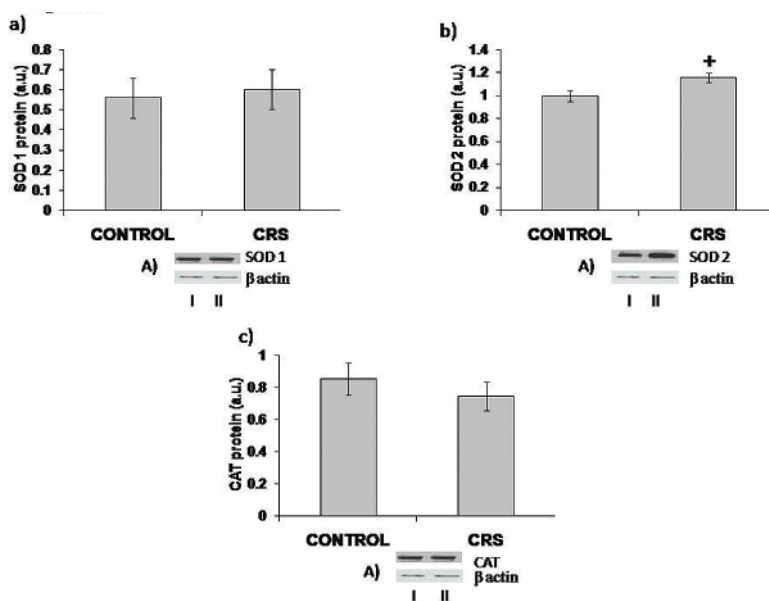 a)
SOD 1 protein (a.u.)
0.8
0.7
0.6
0.5
0.4
0.3
0.2
0.1
0
CONTROL CRS
A) SOD 1
β actin
I II
b)
SOD 2 protein (a.u.)
1.4
1.2
1
0.8
0.6
0.4
0.2
0
+
CONTROL CRS
A) SOD 2
β actin
I II
c)
CAT protein (a.u.)
1
0.8
0.6
0.4
0.2
0
CONTROL CRS
A) CAT
β actin
I II